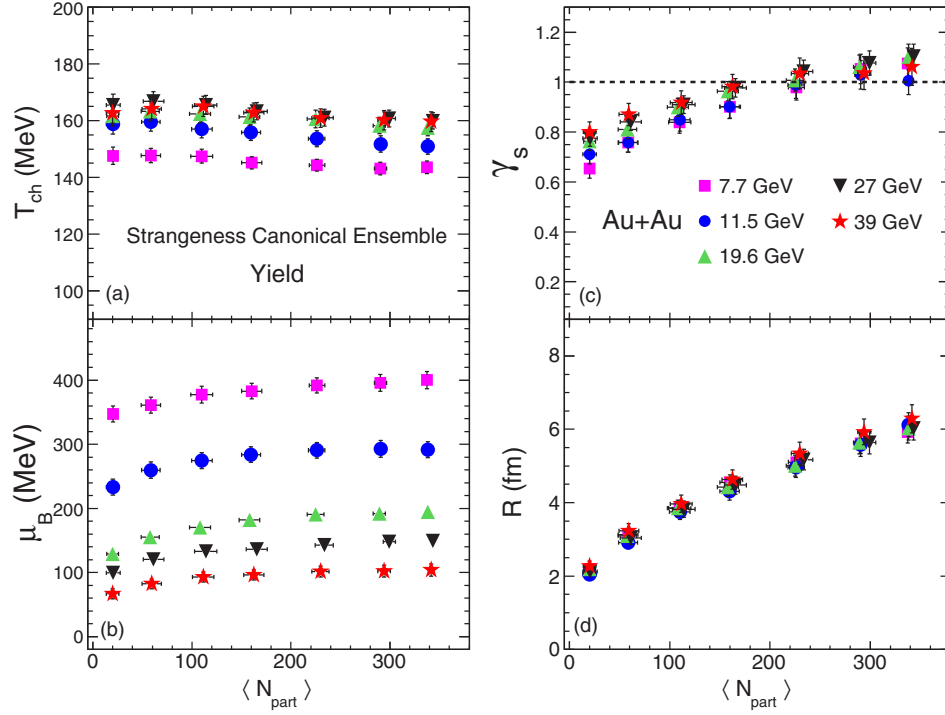 200
180
160
140
120
100
T_ch (MeV)
Strangeness Canonical Ensemble
Yield
(a)
1.2
1
0.8
0.6
0.4
0.2
γ_s
7.7 GeV
27 GeV
Au+Au
11.5 GeV
39 GeV
19.6 GeV
(c)
400
300
200
100
0
μ_B (MeV)
(b)
0 100 200 300
⟨ N_part ⟩
8
6
4
2
0
R (fm)
(d)
0 100 200 300
⟨ N_part ⟩